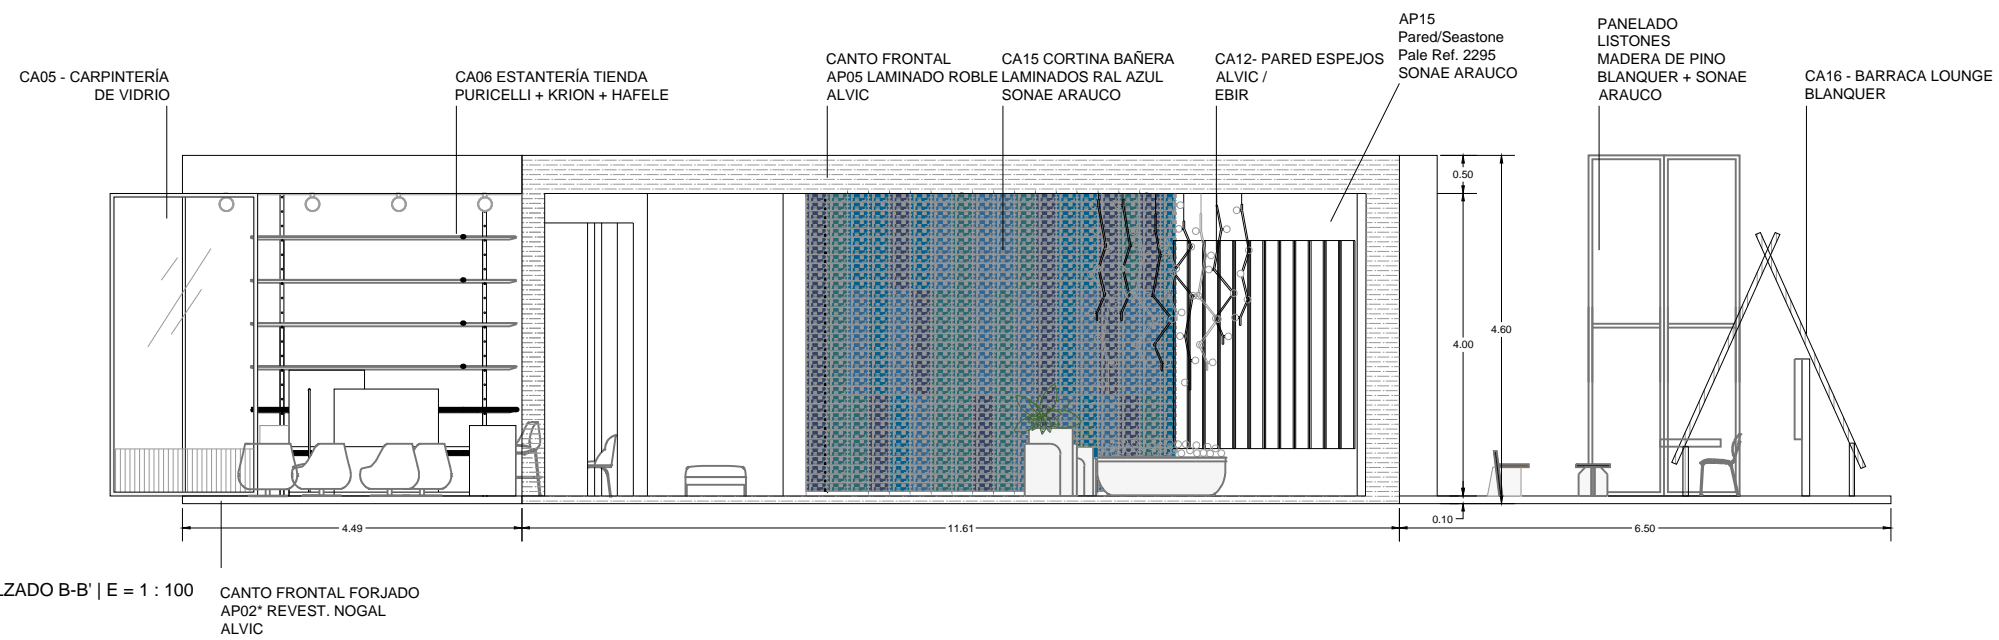 AP15
Pared/Seastone
Pale Ref. 2295
SONAE ARAUCO
PANELADO
LISTONES
MADERA DE PINO
BLANQUER + SONAE
ARAUCO
CANTO FRONTAL
AP05 LAMINADO ROBLE
ALVIC
CA15 CORTINA BAÑERA
LAMINADOS RAL AZUL
SONAE ARAUCO
CA12- PARED ESPEJOS
ALVIC /
EBIR
CA05 - CARPINTERÍA
DE VIDRIO
CA06 ESTANTERÍA TIENDA
PURICELLI + KRION + HAFELE
CA16 - BARRACA LOUNGE
BLANQUER
0.50
4.60
4.00
0.10
4.49
11.61
6.50
LZADO B-B' | E = 1 : 100
CANTO FRONTAL FORJADO
AP02* REVEST. NOGAL
ALVIC